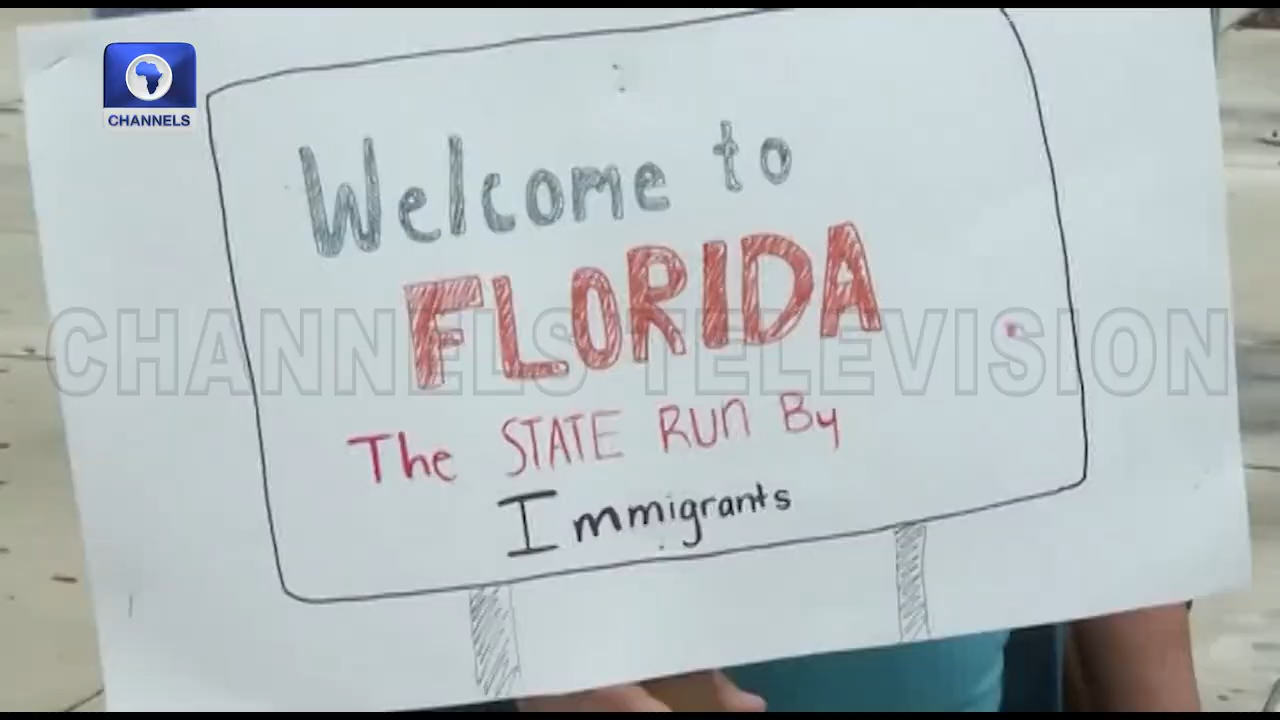 CHANNELS
Welcome to
FLORIDA
CHANNELS TELEVISION
The STATE RUN By
Immigrants